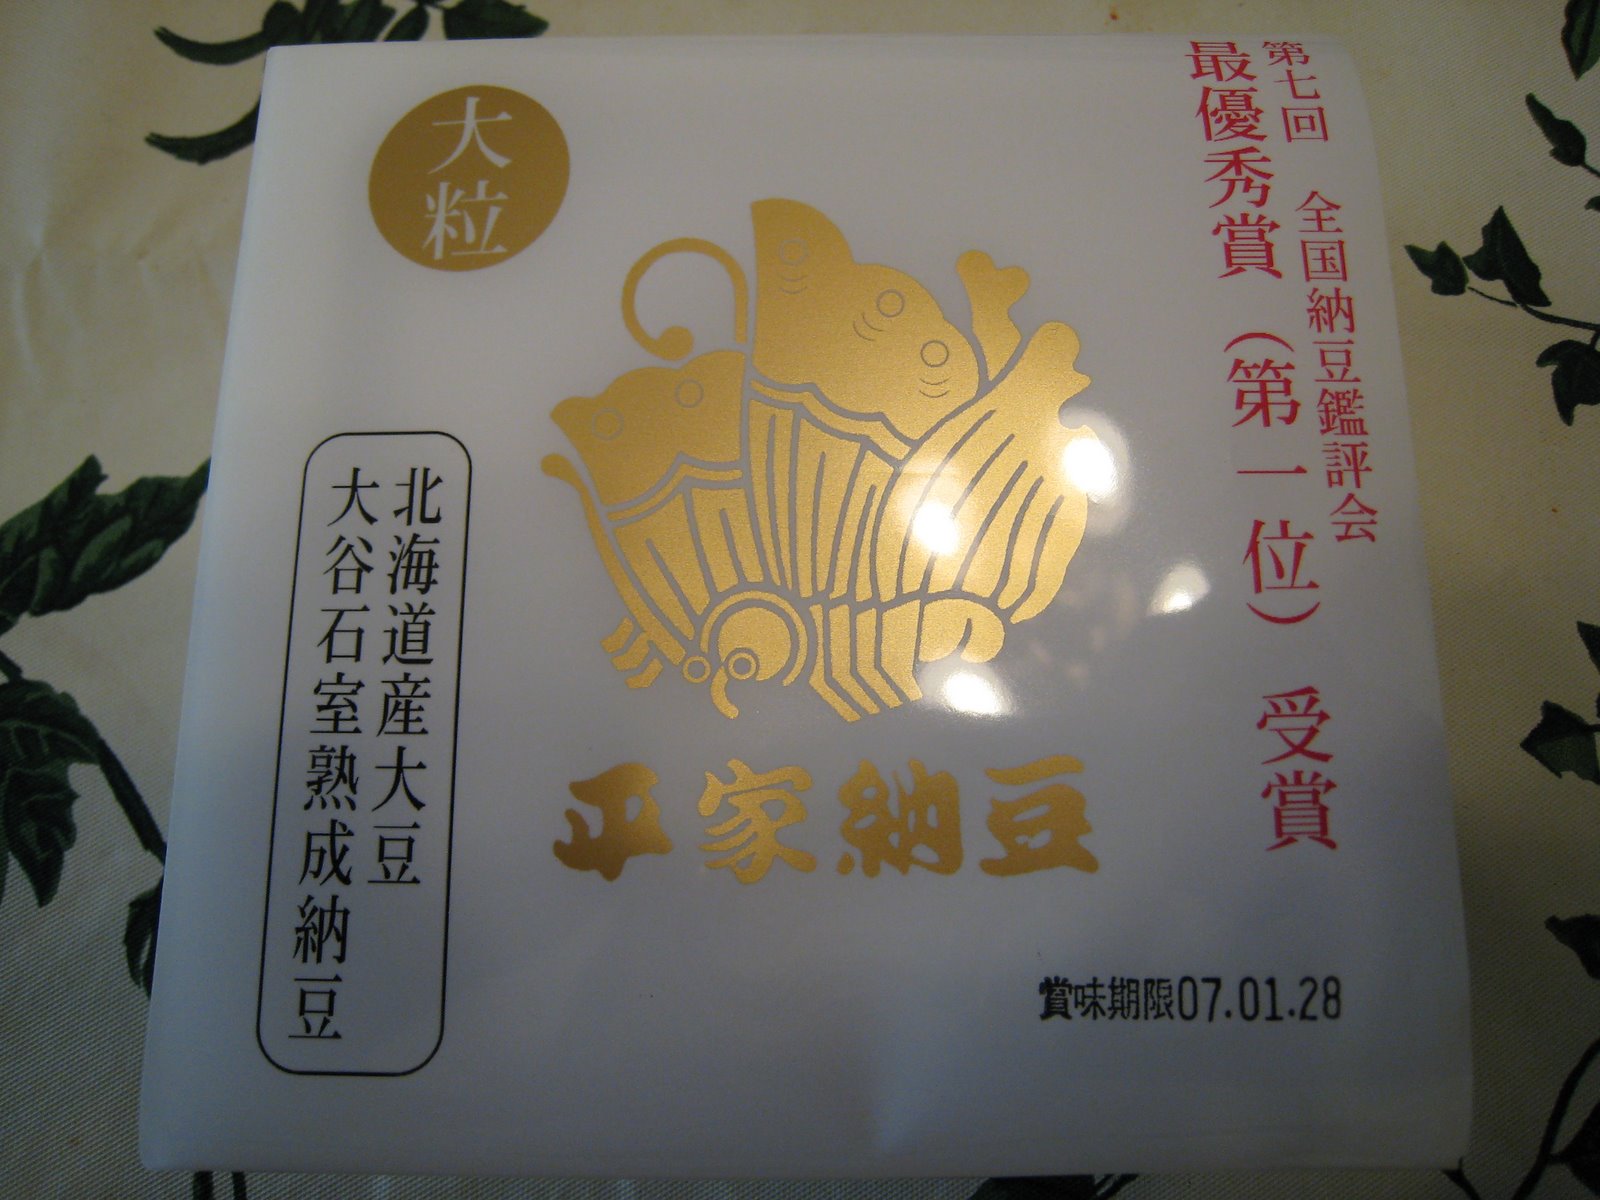 第七回 全国納豆鑑評会
最優秀賞（第一位）受賞
大粒
平家納豆
北海道産大豆
大谷石室熟成納豆
賞味期限07.01.28